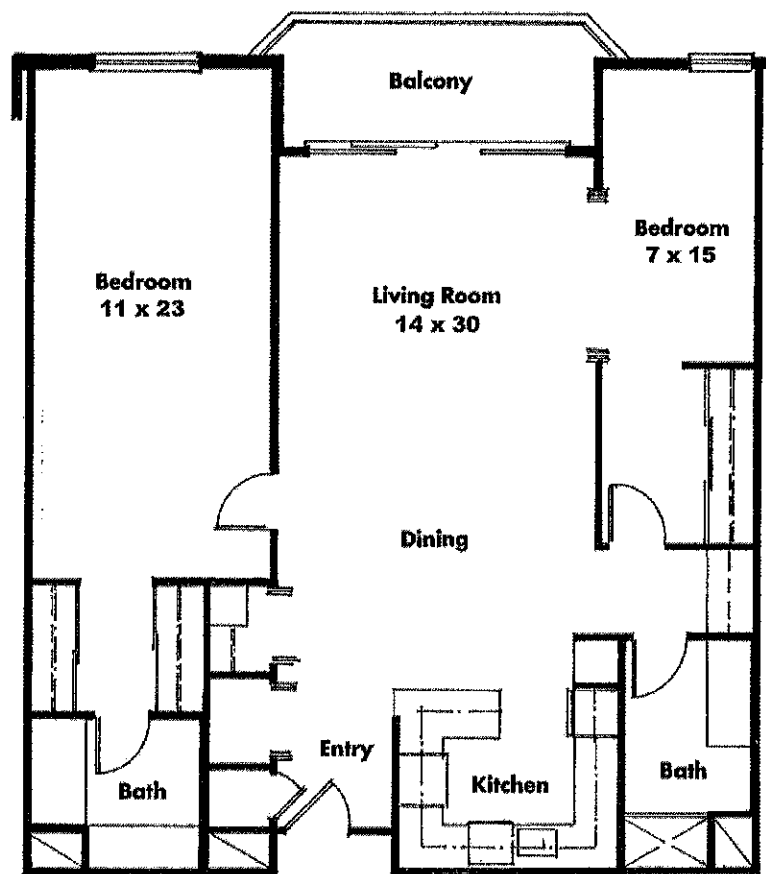 Balcony
Bedroom
7 x 15
Bedroom
11 x 23
Living Room
14 x 30
Dining
Entry
Kitchen
Bath
Bath